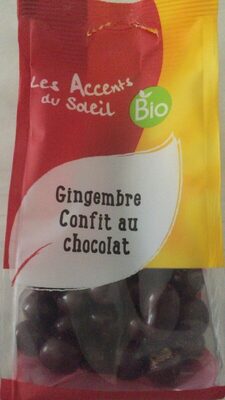 Les Accents
du Soleil
Bio
Gingembre
Confit au
chocolat